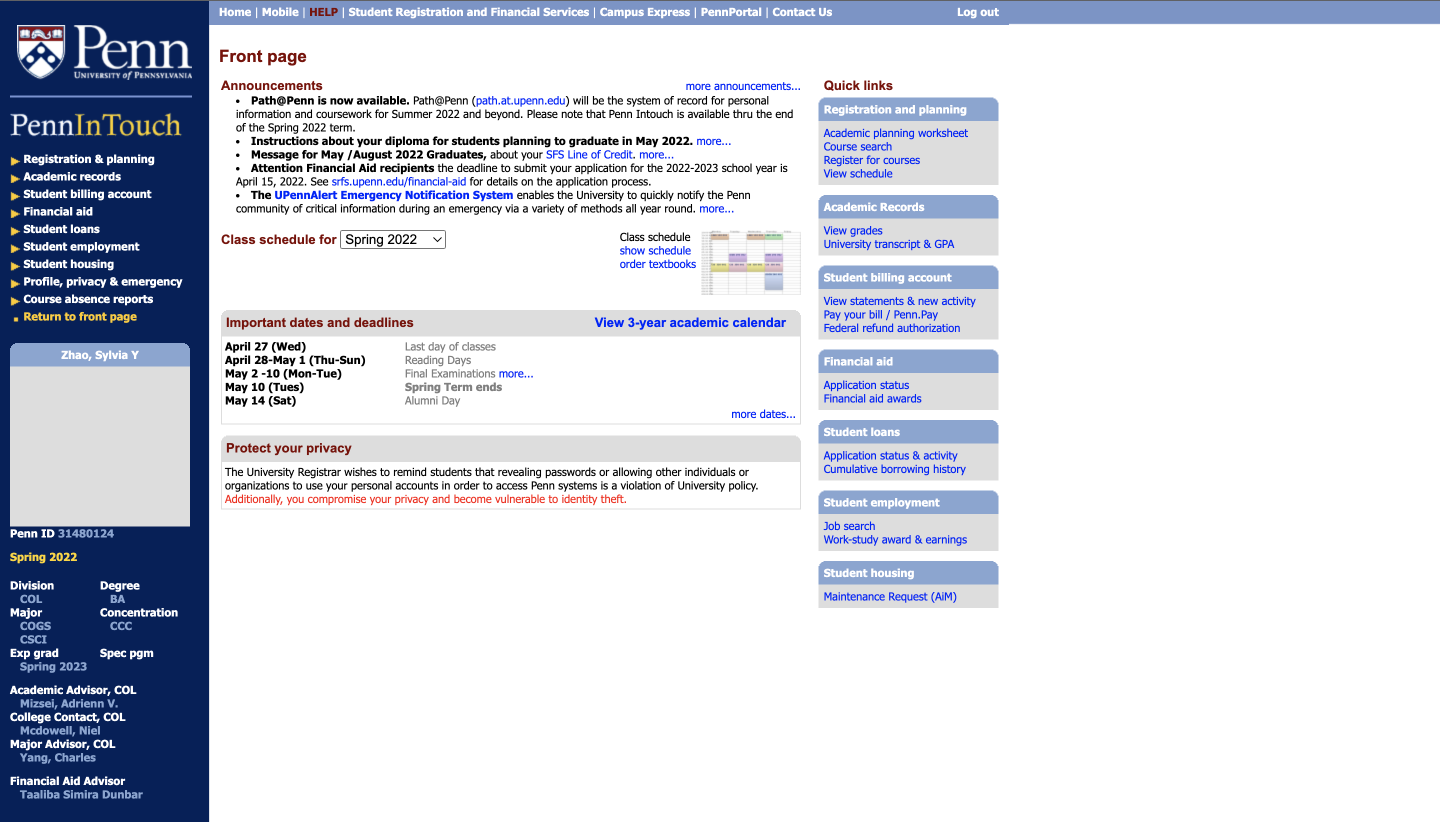 Home | Mobile | HELP | Student Registration and Financial Services | Campus Express | PennPortal | Contact Us
Log out
Penn
UNIVERSITY of PENNSYLVANIA
PennInTouch
Registration & planning
Academic records
Student billing account
Financial aid
Student loans
Student employment
Student housing
Profile, privacy & emergency
Course absence reports
Return to front page
Zhao, Sylvia Y
Penn ID 31480124
Spring 2022
Division Degree
COL BA
Major Concentration
COGS CCC
CSCI
Exp grad Spec pgm
Spring 2023
Academic Advisor, COL
Mizsei, Adrienn V.
College Contact, COL
Mcdowell, Niel
Major Advisor, COL
Yang, Charles
Financial Aid Advisor
Taaliba Simira Dunbar
Front page
Announcements more announcements...
• Path@Penn is now available. Path@Penn (path.at.upenn.edu) will be the system of record for personal
information and coursework for Summer 2022 and beyond. Please note that Penn Intouch is available thru the end
of the Spring 2022 term.
• Instructions about your diploma for students planning to graduate in May 2022. more...
• Message for May /August 2022 Graduates, about your SFS Line of Credit. more...
• Attention Financial Aid recipients the deadline to submit your application for the 2022-2023 school year is
April 15, 2022. See srfs.upenn.edu/financial-aid for details on the application process.
• The UPennAlert Emergency Notification System enables the University to quickly notify the Penn
community of critical information during an emergency via a variety of methods all year round. more...
Class schedule for Spring 2022
Class schedule
show schedule
order textbooks
Important dates and deadlines View 3-year academic calendar
April 27 (Wed) Last day of classes
April 28-May 1 (Thu-Sun) Reading Days
May 2 -10 (Mon-Tue) Final Examinations more...
May 10 (Tues) Spring Term ends
May 14 (Sat) Alumni Day
more dates...
Protect your privacy
The University Registrar wishes to remind students that revealing passwords or allowing other individuals or
organizations to use your personal accounts in order to access Penn systems is a violation of University policy.
Additionally, you compromise your privacy and become vulnerable to identity theft.
Quick links
Registration and planning
Academic planning worksheet
Course search
Register for courses
View schedule
Academic Records
View grades
University transcript & GPA
Student billing account
View statements & new activity
Pay your bill / Penn.Pay
Federal refund authorization
Financial aid
Application status
Financial aid awards
Student loans
Application status & activity
Cumulative borrowing history
Student employment
Job search
Work-study award & earnings
Student housing
Maintenance Request (AiM)